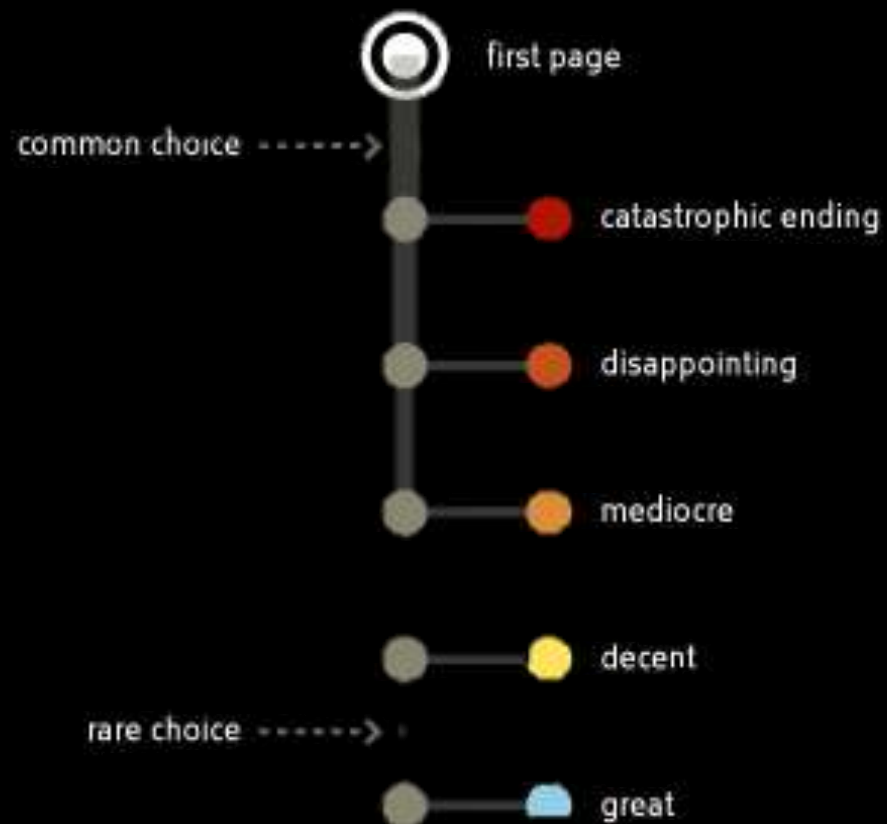 first page
common choice
catastrophic ending
disappointing
mediocre
decent
rare choice
great